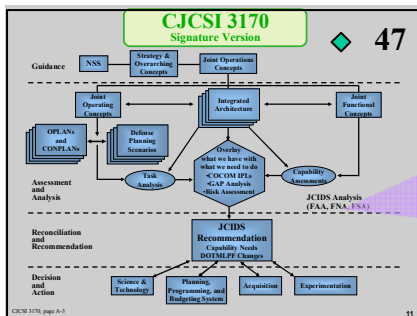 CJCSI 3170
Signature Version
47
Guidance
NSS
Strategy &
Overarching
Concepts
Joint Operations
Concepts
Joint
Operating
Concepts
Integrated
Architecture
Joint
Functional
Concepts
OPLANs
and
CONPLANs
Defense
Planning
Scenarios
Overlay
what we have with
what we need to do
•COCOM IPLs
•GAP Analysis
•Risk Assessment
Task
Analysis
Capability
Assessments
Assessment
and
Analysis
JCIDS Analysis
(FAA, FNA, FSA)
Reconciliation
and
Recommendation
JCIDS
Recommendation
Capability Needs
DOTMLPF Changes
Decision
and
Action
Science &
Technology
Planning,
Programming, and
Budgeting System
Acquisition
Experimentation
CJCSI 3170, page A-3
11